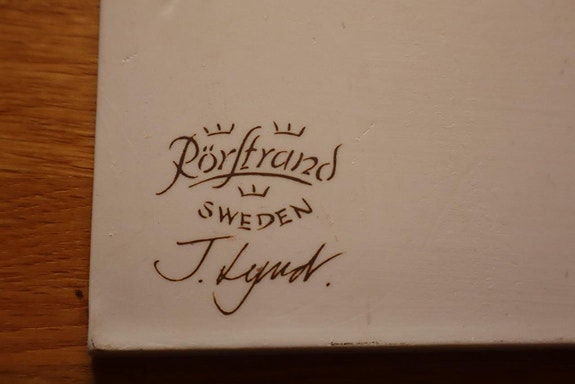 Rörstrand
SWEDEN
J. Lynd.